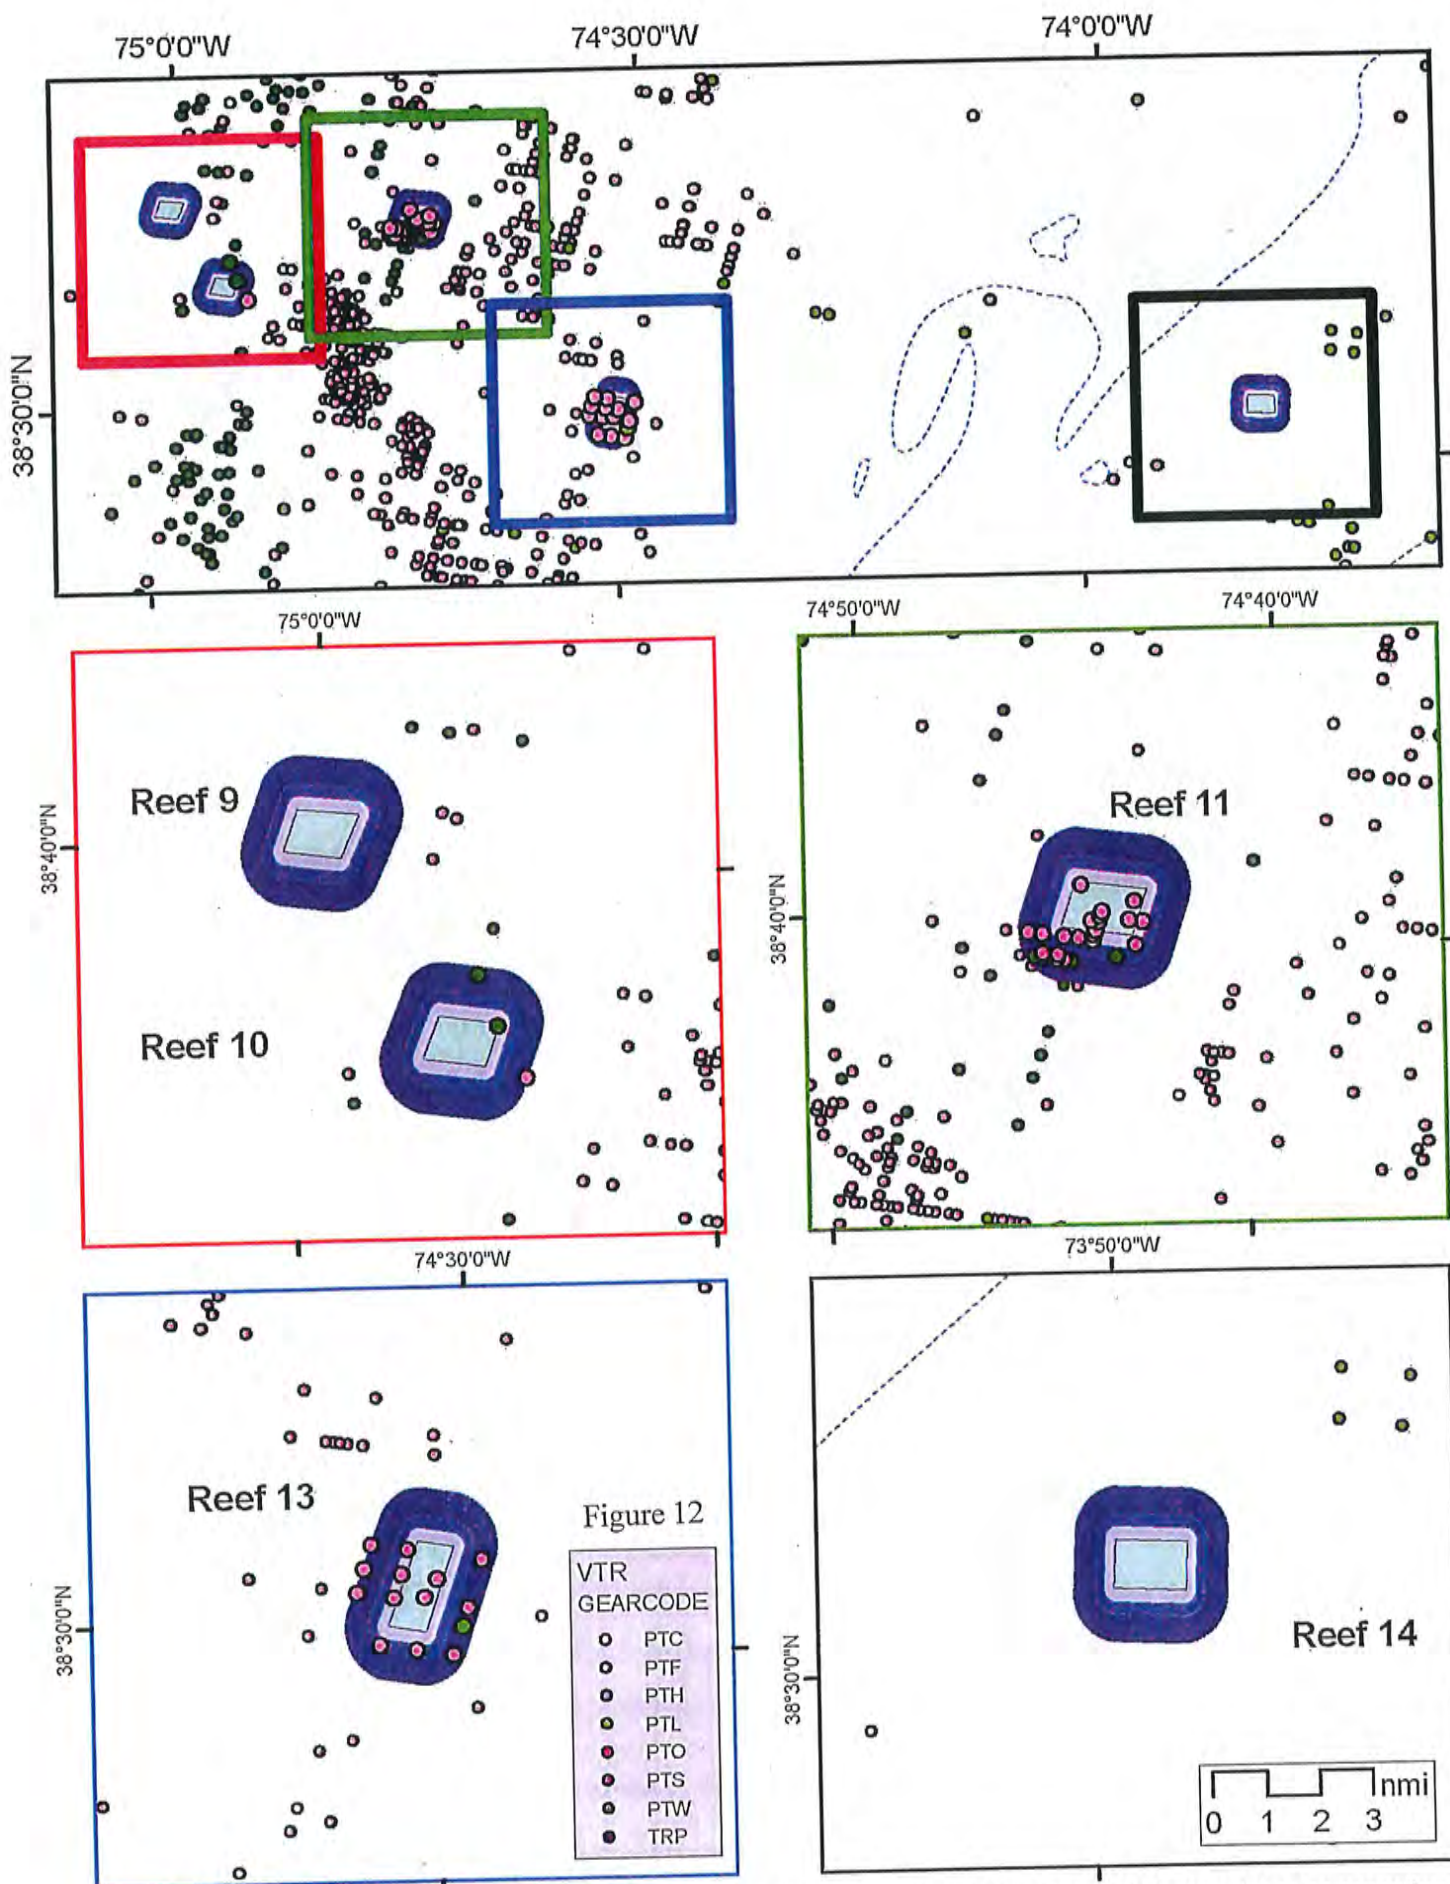 75°0'0"W
74°30'0"W
74°0'0"W
38°30'0"N
75°0'0"W
74°50'0"W
74°40'0"W
Reef 9
38°40'0"N
Reef 10
Reef 11
38°40'0"N
74°30'0"W
73°50'0"W
Reef 13
38°30'0"N
Figure 12
VTR
GEARCODE
PTC
PTF
PTH
PTL
PTO
PTS
PTW
TRP
Reef 14
38°30'0"N
nmi
0 1 2 3